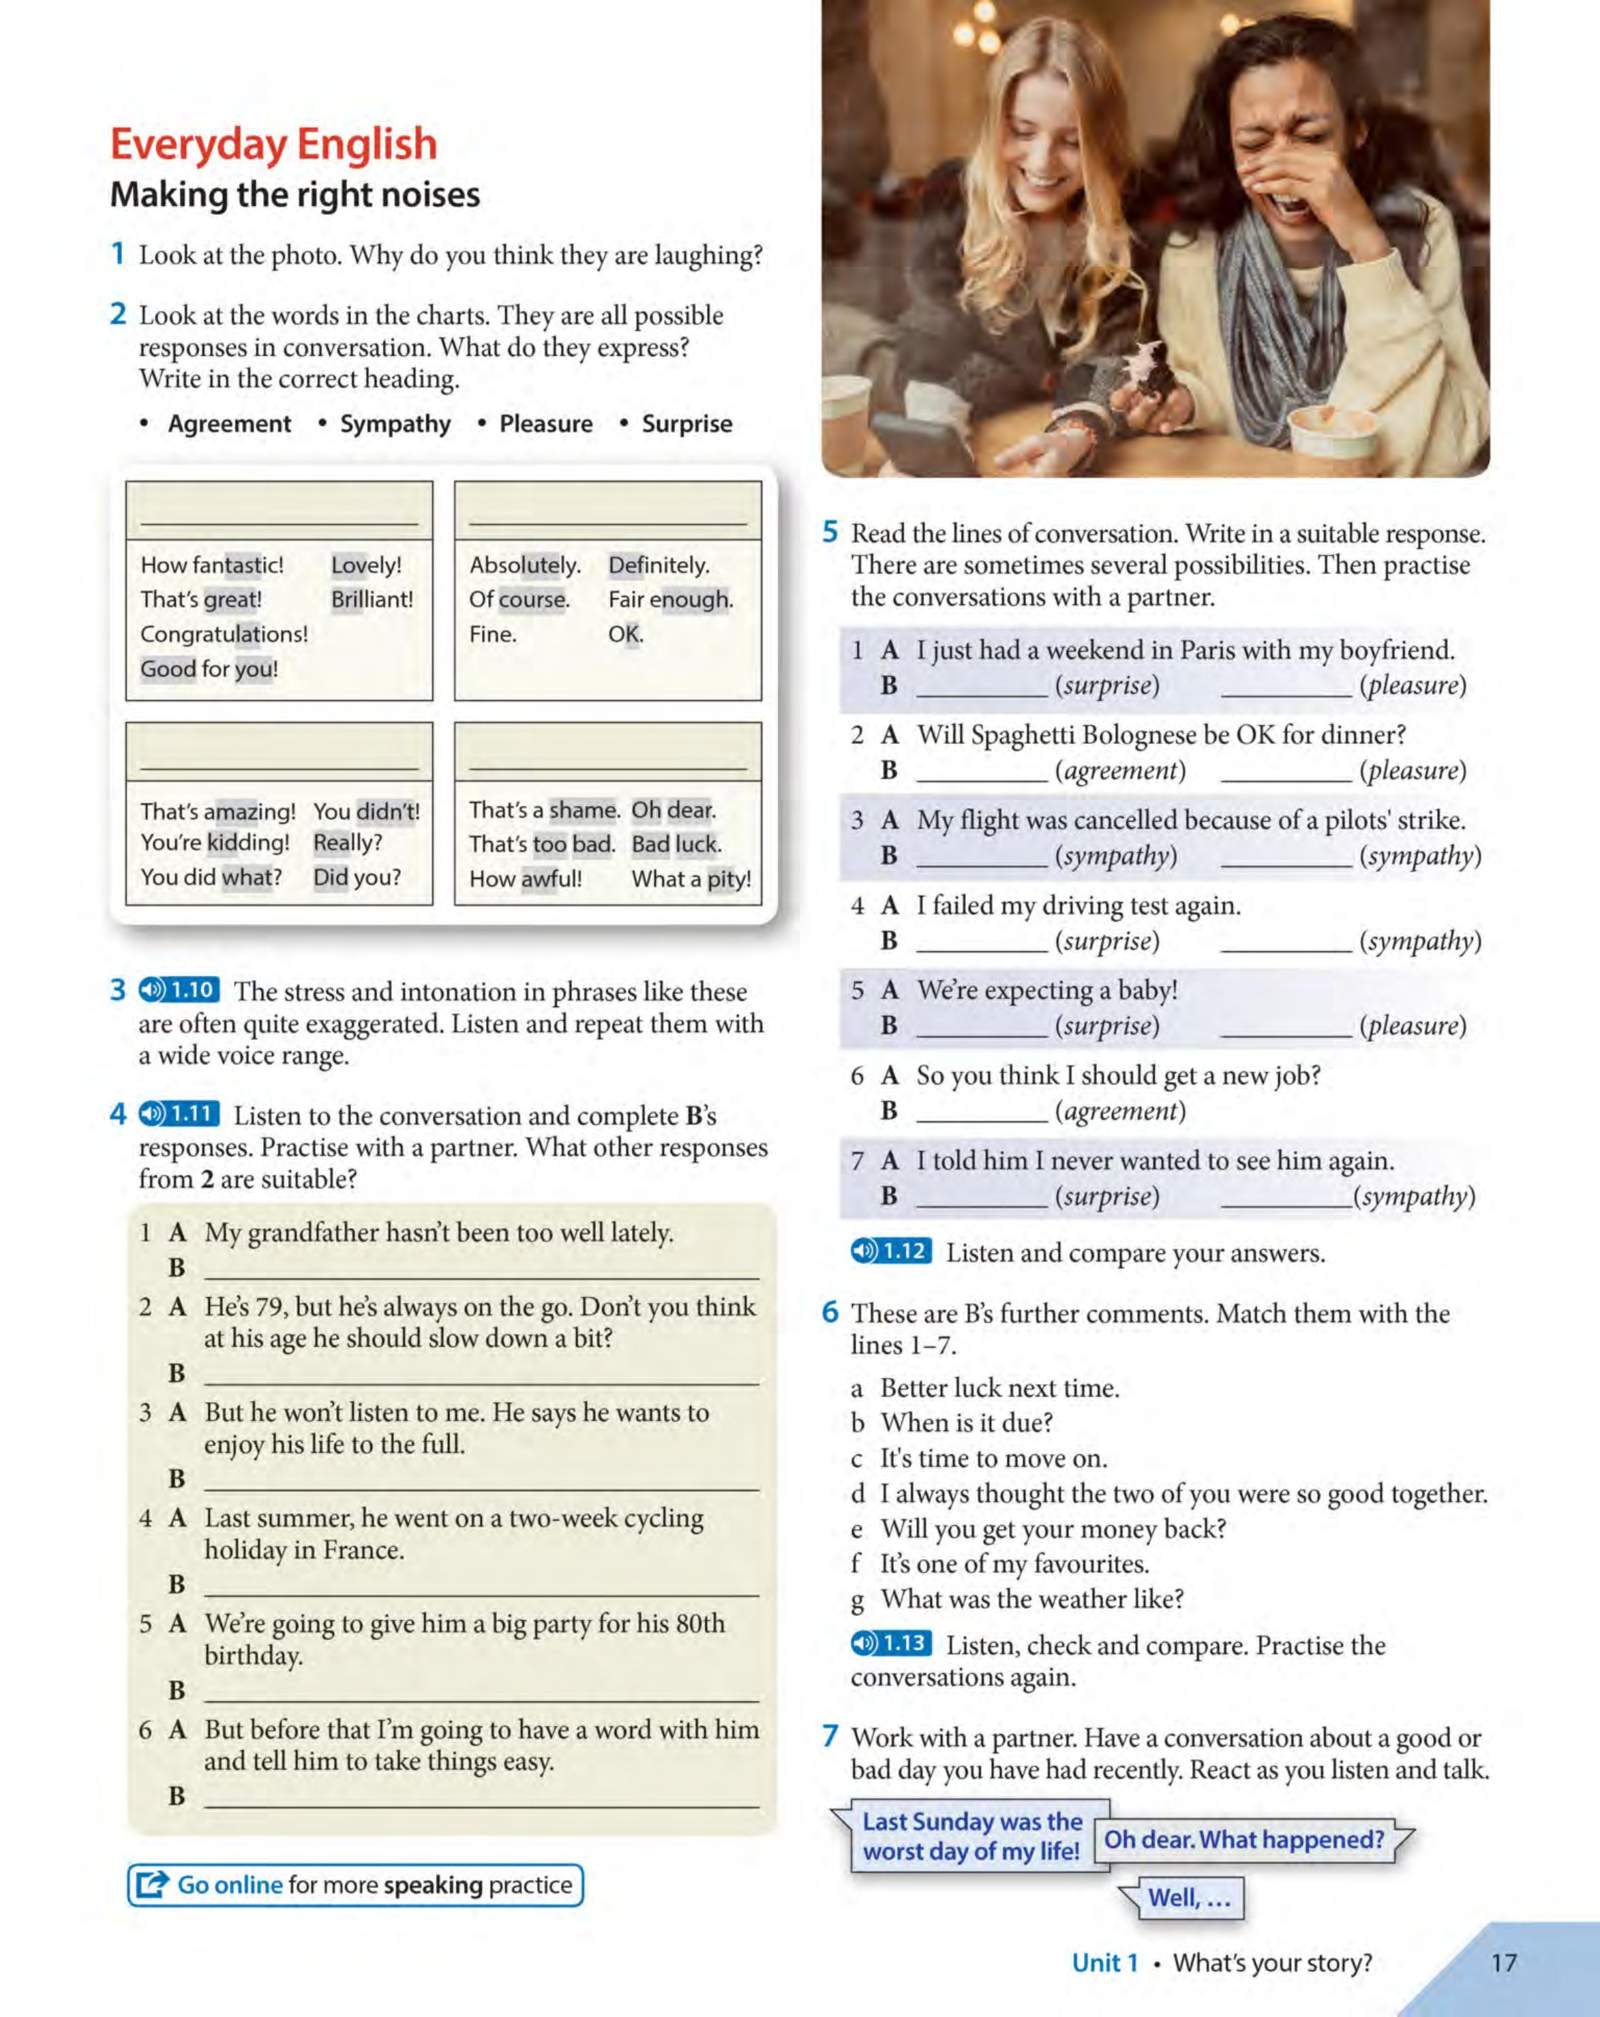 Everyday English
Making the right noises
1 Look at the photo. Why do you think they are laughing?
2 Look at the words in the charts. They are all possible
responses in conversation. What do they express?
Write in the correct heading.
• Agreement • Sympathy • Pleasure • Surprise
How fantastic! Lovely!
That's great! Brilliant!
Congratulations!
Good for you!
Absolutely. Definitely.
Of course. Fair enough.
Fine. OK.
That's amazing! You didn't!
You're kidding! Really?
You did what? Did you?
That's a shame. Oh dear.
That's too bad. Bad luck.
How awful! What a pity!
3 1.10 The stress and intonation in phrases like these
are often quite exaggerated. Listen and repeat them with
a wide voice range.
4 1.11 Listen to the conversation and complete B's
responses. Practise with a partner. What other responses
from 2 are suitable?
1 A My grandfather hasn't been too well lately.
B
2 A He's 79, but he's always on the go. Don't you think
at his age he should slow down a bit?
B
3 A But he won't listen to me. He says he wants to
enjoy his life to the full.
B
4 A Last summer, he went on a two-week cycling
holiday in France.
B
5 A We're going to give him a big party for his 80th
birthday.
B
6 A But before that I'm going to have a word with him
and tell him to take things easy.
B
Go online for more speaking practice
5 Read the lines of conversation. Write in a suitable response.
There are sometimes several possibilities. Then practise
the conversations with a partner.
1 A I just had a weekend in Paris with my boyfriend.
B __________ (surprise) __________ (pleasure)
2 A Will Spaghetti Bolognese be OK for dinner?
B __________ (agreement) __________ (pleasure)
3 A My flight was cancelled because of a pilots' strike.
B __________ (sympathy) __________ (sympathy)
4 A I failed my driving test again.
B __________ (surprise) __________ (sympathy)
5 A We're expecting a baby!
B __________ (surprise) __________ (pleasure)
6 A So you think I should get a new job?
B __________ (agreement)
7 A I told him I never wanted to see him again.
B __________ (surprise) __________ (sympathy)
1.12 Listen and compare your answers.
6 These are B's further comments. Match them with the
lines 1–7.
a Better luck next time.
b When is it due?
c It's time to move on.
d I always thought the two of you were so good together.
e Will you get your money back?
f It's one of my favourites.
g What was the weather like?
1.13 Listen, check and compare. Practise the
conversations again.
7 Work with a partner. Have a conversation about a good or
bad day you have had recently. React as you listen and talk.
Last Sunday was the
worst day of my life!
Oh dear. What happened?
Well, …
Unit 1 • What's your story? 17